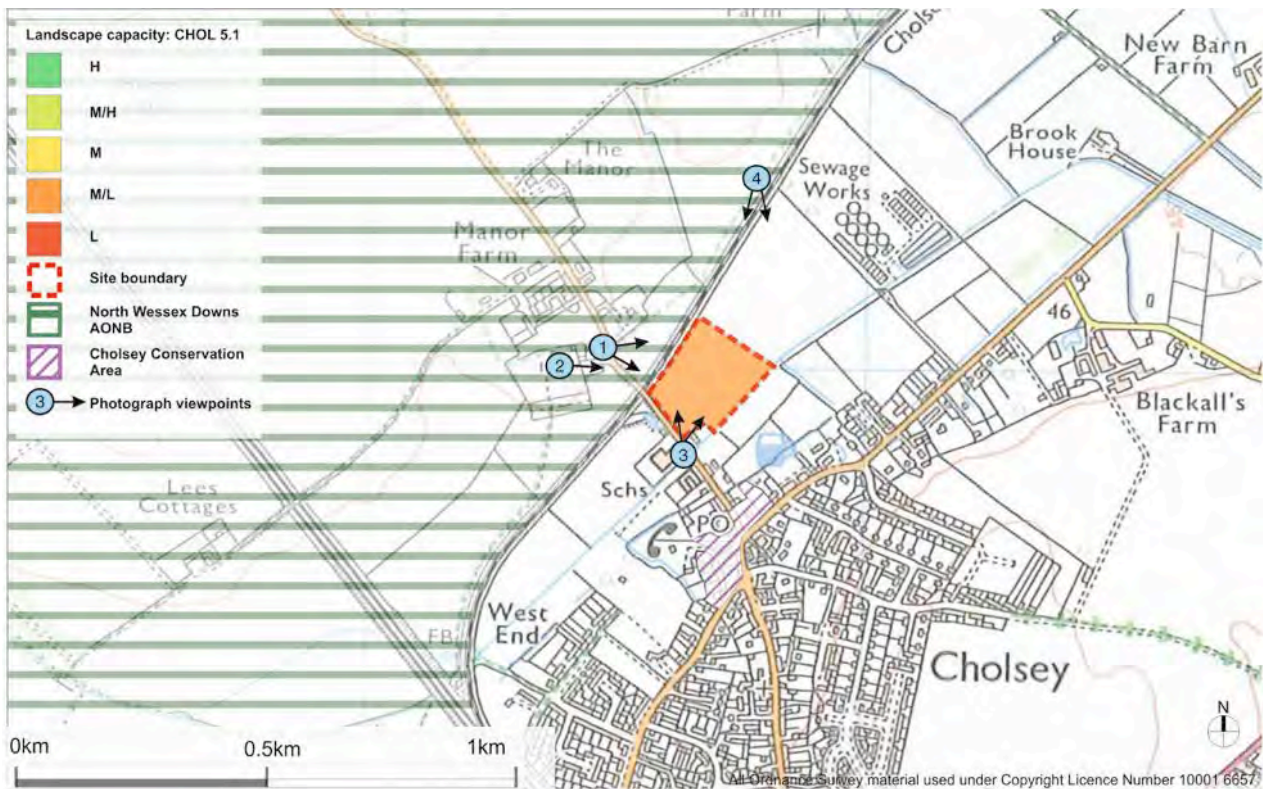 Landscape capacity: CHOL 5.1
H
M/H
M
M/L
L
Site boundary
North Wessex Downs
AONB
Cholsey Conservation
Area
3
Photograph viewpoints
Farm
Cholsey
New Barn
Farm
Brook
House
The
Manor
4
Sewage
Works
Manor
Farm
46
1
2
Blackall's
Farm
3
Schs
Lees
Cottages
PO
West
End
FB
Cholsey
N
0km
0.5km
1km
All Ordnance Survey material used under Copyright Licence Number 10001 6657